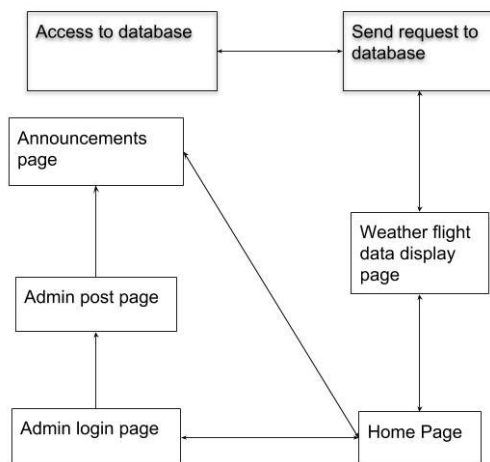 Access to database
Send request to
database
Announcements
page
Weather flight
data display
page
Admin post page
Admin login page
Home Page